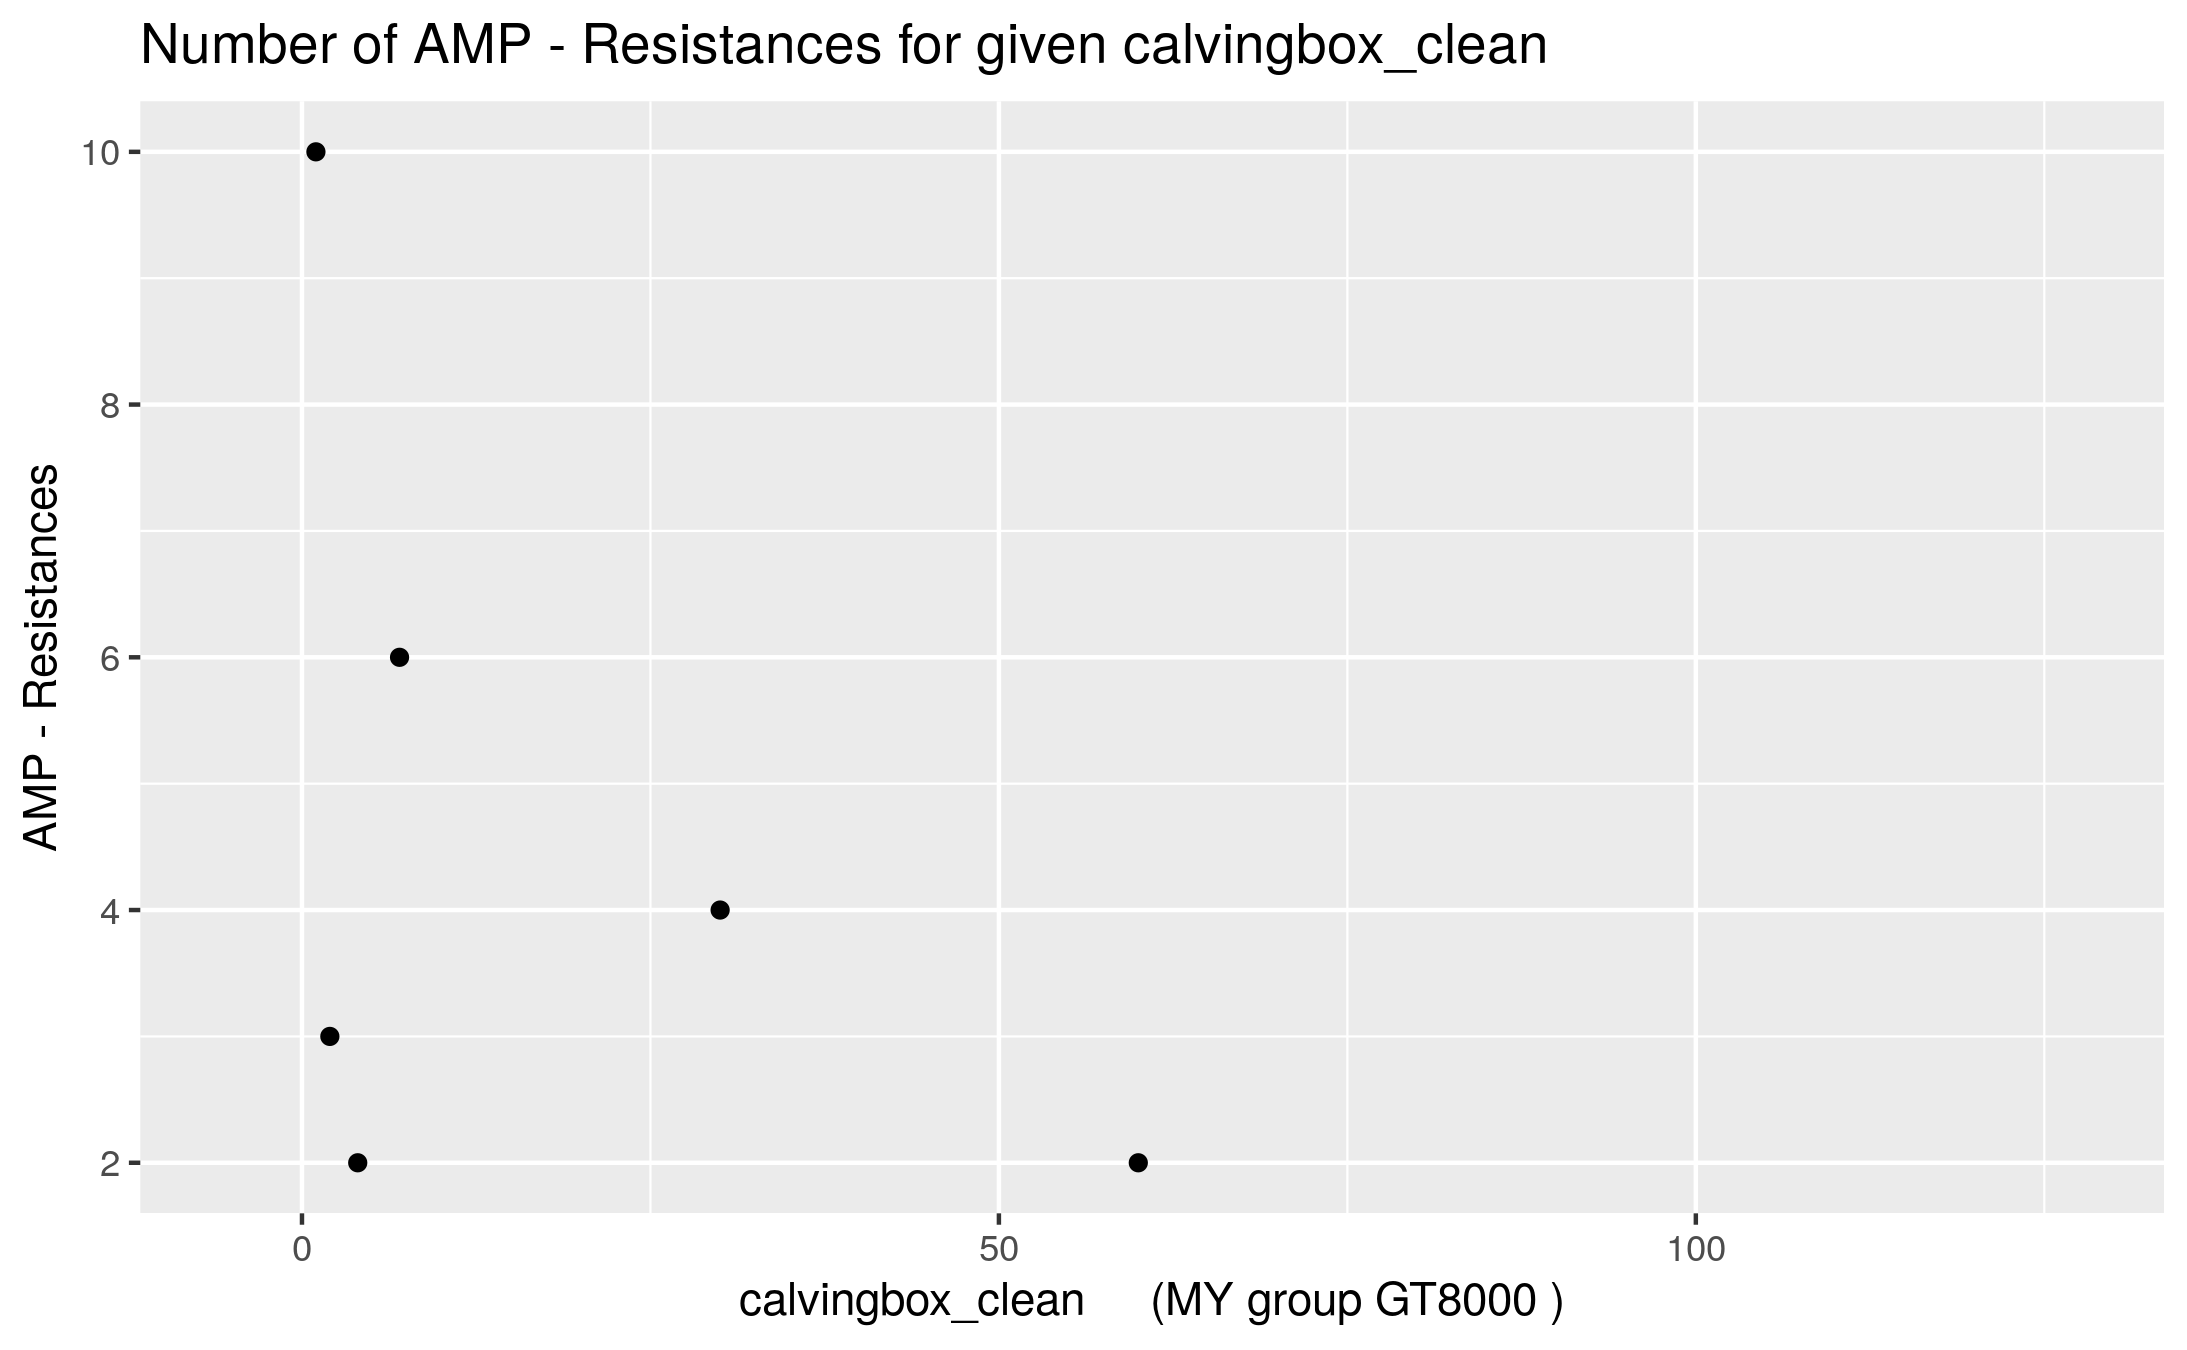 Number of AMP - Resistances for given calvingbox_clean
AMP - Resistances
10
8
6
4
2
0 50 100
calvingbox_clean (MY group GT8000 )